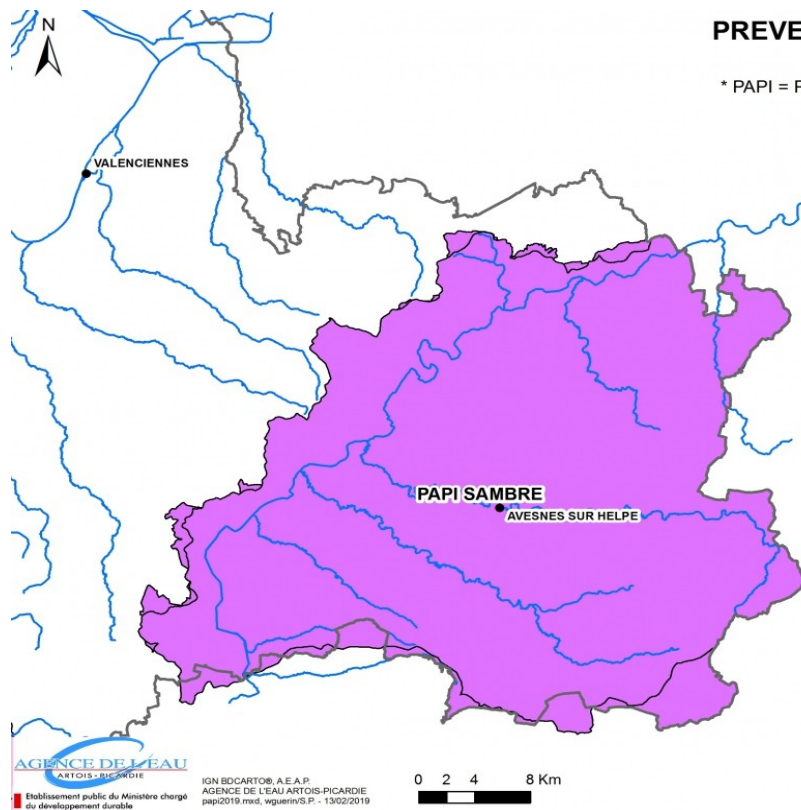 N
PREVE
* PAPI = P
VALENCIENNES
PAPI SAMBRE
AVESNES SUR HELPE
AGENCE DE L'EAU
ARTOIS - PICARDIE
Etablissement public du Ministère chargé
du développement durable
IGN BDCARTO®, A.E.A.P.
AGENCE DE L'EAU ARTOIS-PICARDIE
papi2019.mxd, wguerin/S.P. - 13/02/2019
0 2 4 8 Km